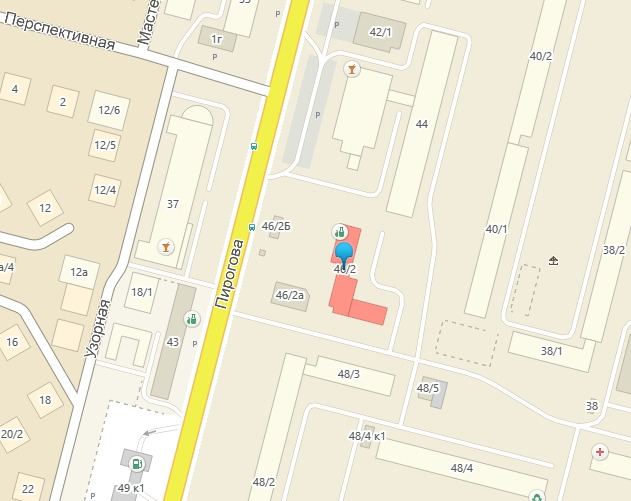 Перспективная
Масте
1г
Р
Р
42/1
40/2
Р
4
2
12/6
12/5
12/4
12
37
44
40/1
38/2
46/2Б
46/2
46/2а
Пирогова
а/4
12а
18/1
Узорная
43
Р
16
18
20/2
22
48/3
48/5
38/1
38
48/4 к1
48/4
48/2
49 к1
Р
Р